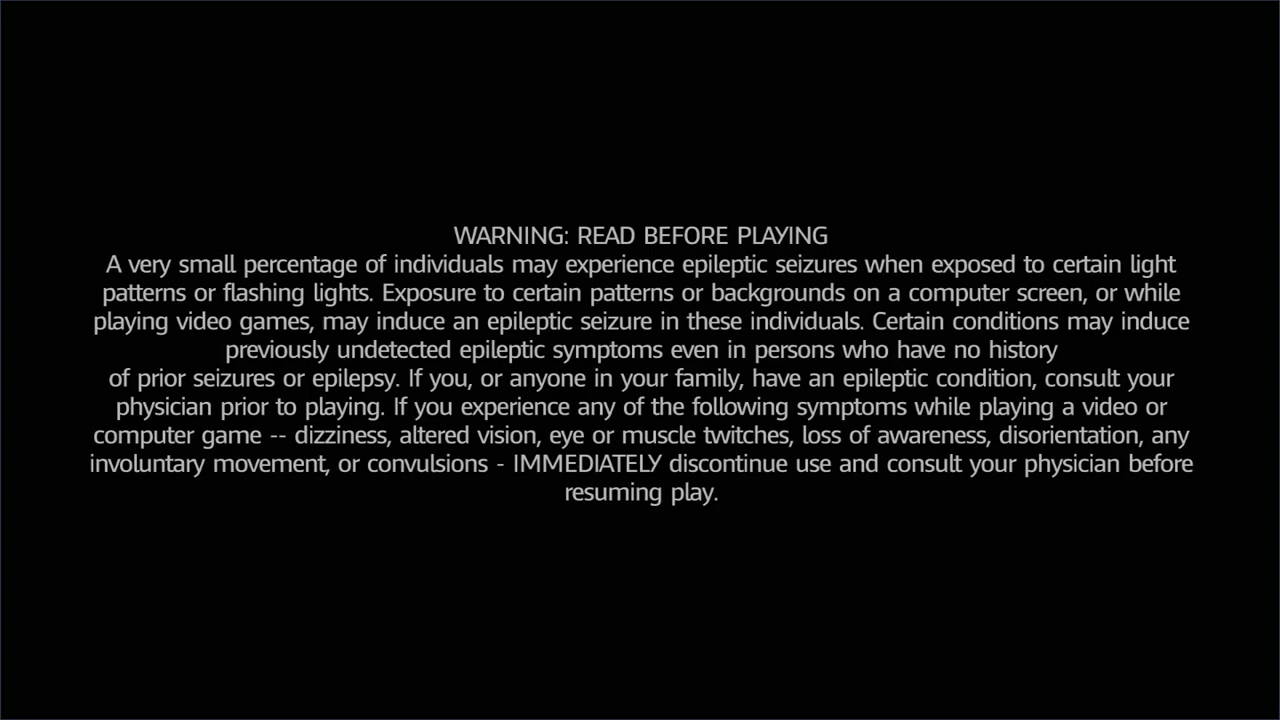 WARNING: READ BEFORE PLAYING
A very small percentage of individuals may experience epileptic seizures when exposed to certain light
patterns or flashing lights. Exposure to certain patterns or backgrounds on a computer screen, or while
playing video games, may induce an epileptic seizure in these individuals. Certain conditions may induce
previously undetected epileptic symptoms even in persons who have no history
of prior seizures or epilepsy. If you, or anyone in your family, have an epileptic condition, consult your
physician prior to playing. If you experience any of the following symptoms while playing a video or
computer game -- dizziness, altered vision, eye or muscle twitches, loss of awareness, disorientation, any
involuntary movement, or convulsions - IMMEDIATELY discontinue use and consult your physician before
resuming play.